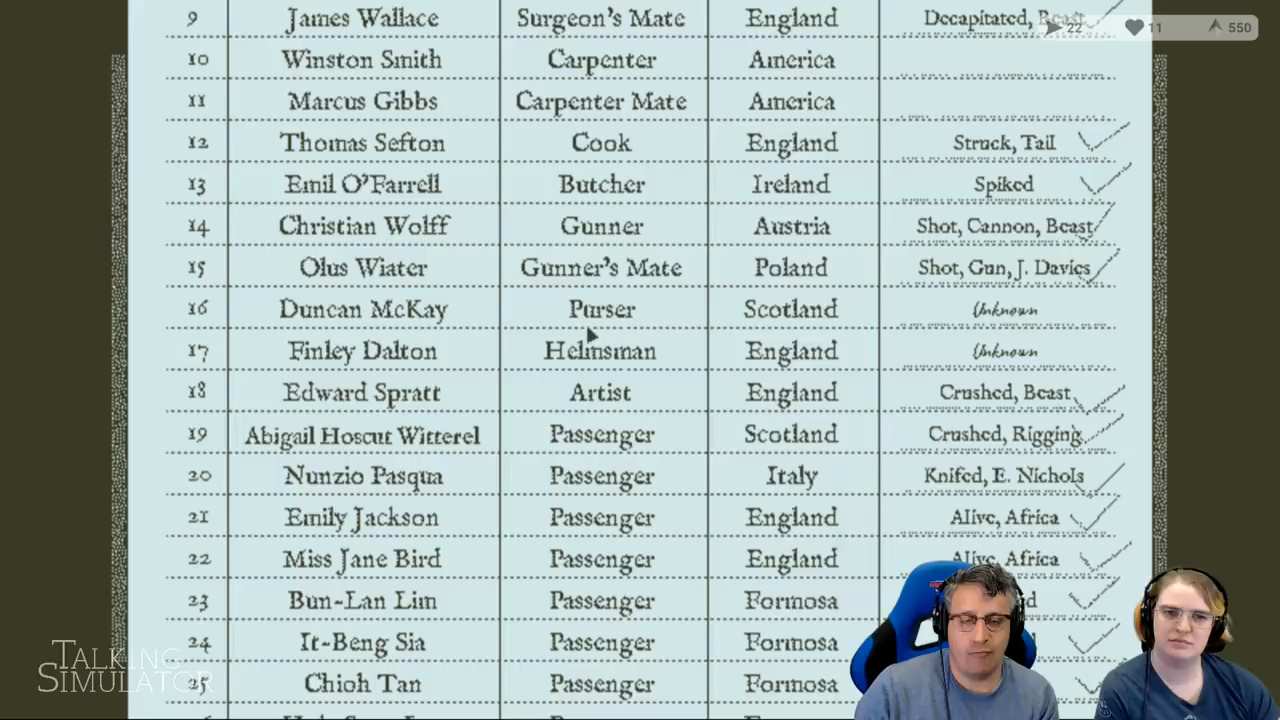 9 James Wallace Surgeon's Mate England Decapitated, Beast
22 11 550
10 Winston Smith Carpenter America
11 Marcus Gibbs Carpenter Mate America
12 Thomas Sefton Cook England Struck, Tail
13 Emil O'Farrell Butcher Ireland Spiked
14 Christian Wolff Gunner Austria Shot, Cannon, Beast
15 Olus Wiater Gunner's Mate Poland Shot, Gun, J. Davies
16 Duncan McKay Purser Scotland Unknown
17 Finley Dalton Helmsman England Unknown
18 Edward Spratt Artist England Crushed, Beast
19 Abigail Hoscut Witterel Passenger Scotland Crushed, Rigging
20 Nunzio Pasqua Passenger Italy Knifed, E. Nichols
21 Emily Jackson Passenger England Alive, Africa
22 Miss Jane Bird Passenger England Alive, Africa
23 Bun-Lan Lim Passenger Formosa
24 It-Beng Sia Passenger Formosa
25 Chioh Tan Passenger Formosa
TALKING
SIMULATOR